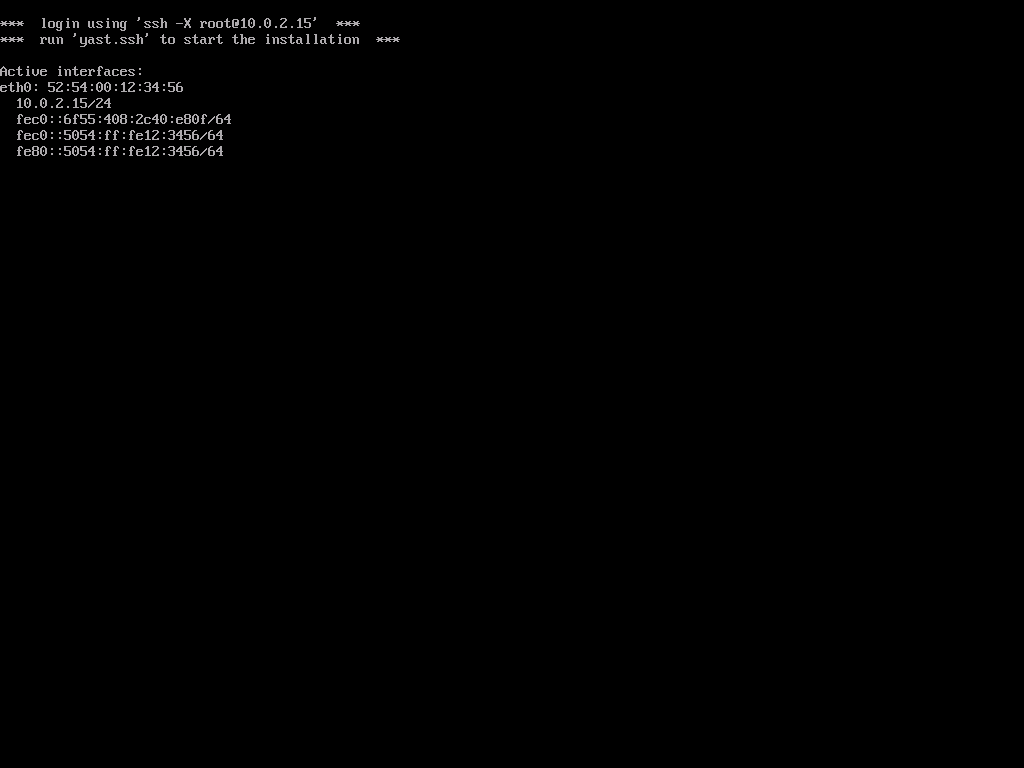 ***  login using 'ssh -X root@10.0.2.15'  ***
***  run 'yast.ssh' to start the installation  ***
Active interfaces:
eth0: 52:54:00:12:34:56
  10.0.2.15/24
  fec0::6f55:408:2c40:e80f/64
  fec0::5054:ff:fe12:3456/64
  fe80::5054:ff:fe12:3456/64